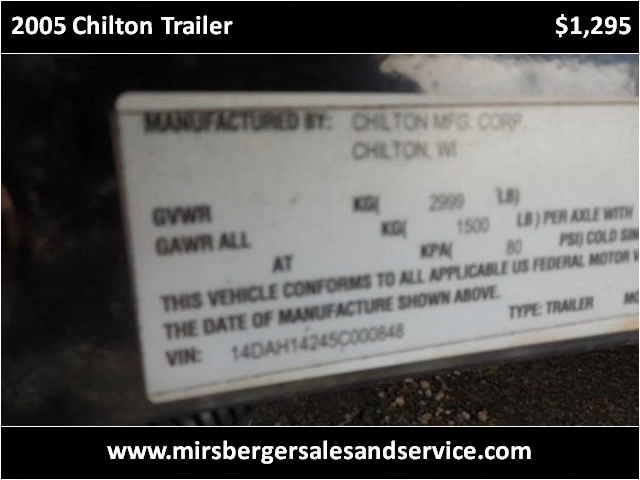 2005 Chilton Trailer $1,295
MANUFACTURED BY: CHILTON MFG. CORP.
CHILTON, WI
GVWR KG( 2999 LB)
GAWR ALL KG( 1500 LB) PER AXLE WITH
AT KPA( 80 PSI) COLD
THIS VEHICLE CONFORMS TO ALL APPLICABLE US FEDERAL MOTOR
THE DATE OF MANUFACTURE SHOWN ABOVE.
VIN: 14DAH14245C000848 TYPE: TRAILER
www.mirsbergersalesandservice.com